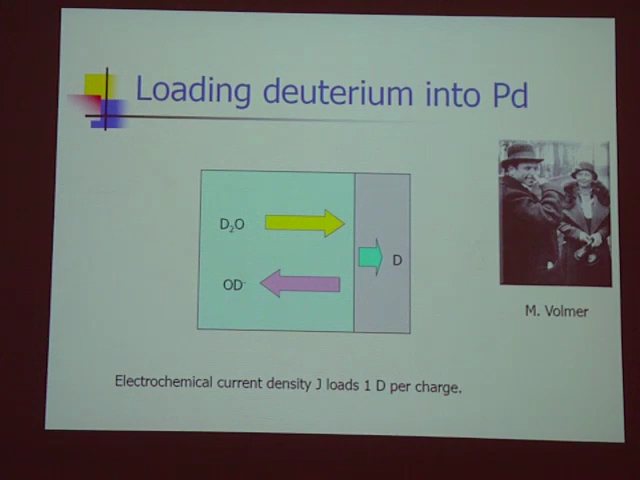 Loading deuterium into Pd
D₂O
D
OD⁻
M. Volmer
Electrochemical current density J loads 1 D per charge.